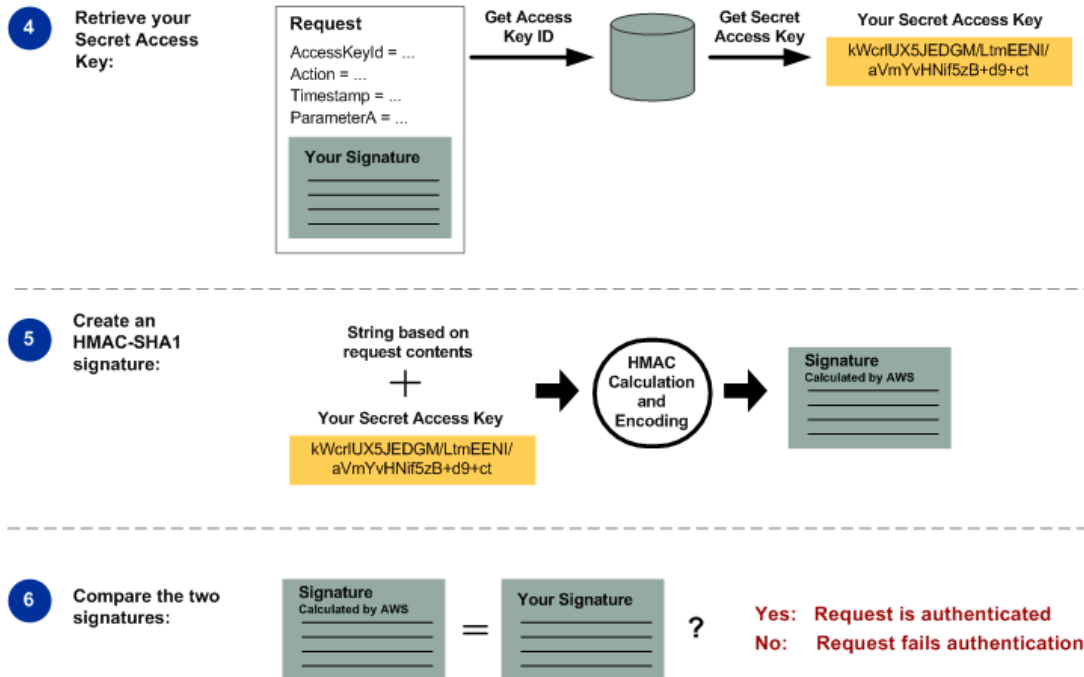 4
Retrieve your
Secret Access
Key:
Request
AccessKeyId = ...
Action = ...
Timestamp = ...
ParameterA = ...
Your Signature
Get Access
Key ID
Get Secret
Access Key
Your Secret Access Key
kWcrlUX5JEDGM/LtmEENI/
aVmYvHNif5zB+d9+ct
5
Create an
HMAC-SHA1
signature:
String based on
request contents
+
Your Secret Access Key
kWcrlUX5JEDGM/LtmEENI/
aVmYvHNif5zB+d9+ct
HMAC
Calculation
and
Encoding
Signature
Calculated by AWS
6
Compare the two
signatures:
Signature
Calculated by AWS
=
Your Signature
?
Yes: Request is authenticated
No: Request fails authentication